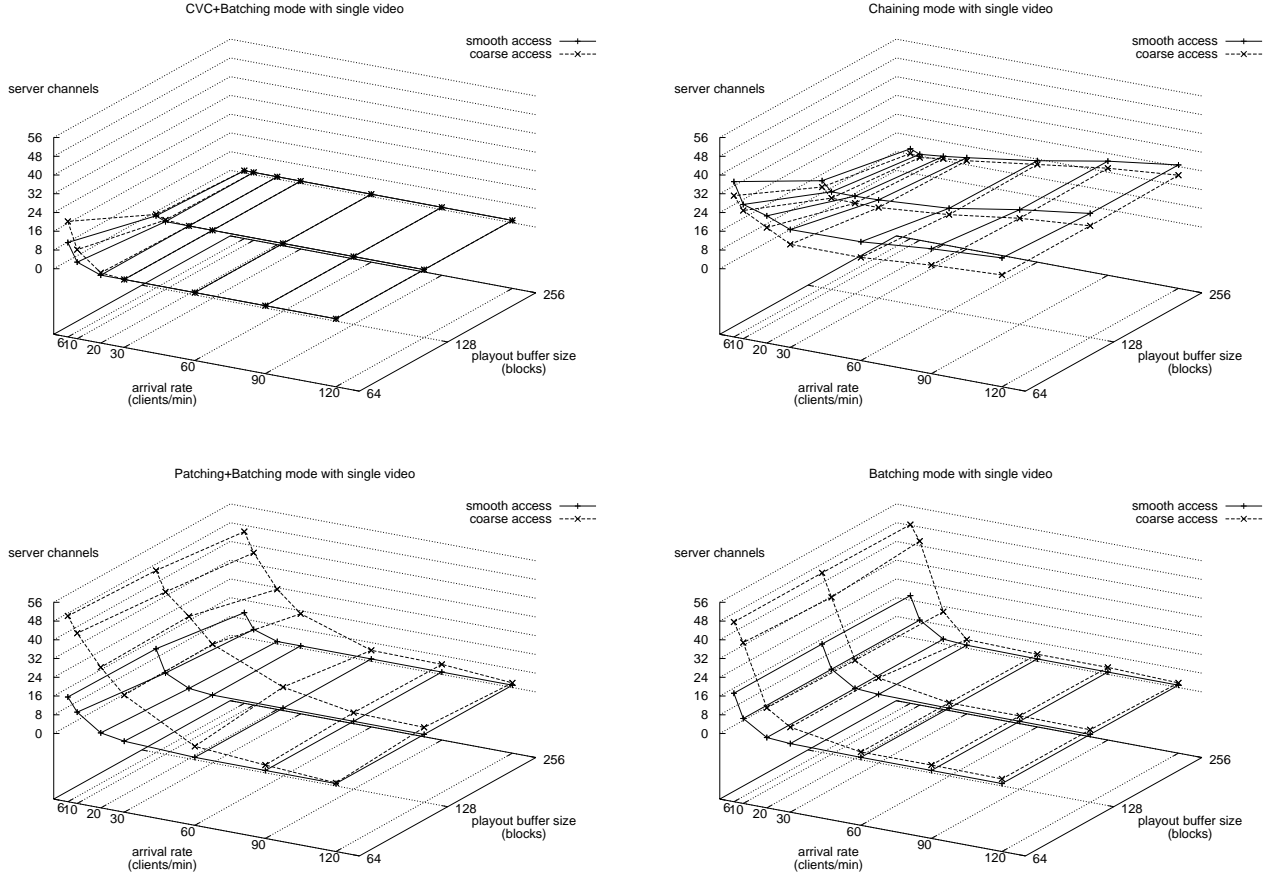 CVC+Batching mode with single video
smooth access
coarse access
server channels
56
48
40
32
24
16
8
0
6
10
20
30
60
90
120
64
128
256
arrival rate
(clients/min)
playout buffer size
(blocks)
Chaining mode with single video
smooth access
coarse access
server channels
56
48
40
32
24
16
8
0
6
10
20
30
60
90
120
64
128
256
arrival rate
(clients/min)
playout buffer size
(blocks)
Patching+Batching mode with single video
smooth access
coarse access
server channels
56
48
40
32
24
16
8
0
6
10
20
30
60
90
120
64
128
256
arrival rate
(clients/min)
playout buffer size
(blocks)
Batching mode with single video
smooth access
coarse access
server channels
56
48
40
32
24
16
8
0
6
10
20
30
60
90
120
64
128
256
arrival rate
(clients/min)
playout buffer size
(blocks)